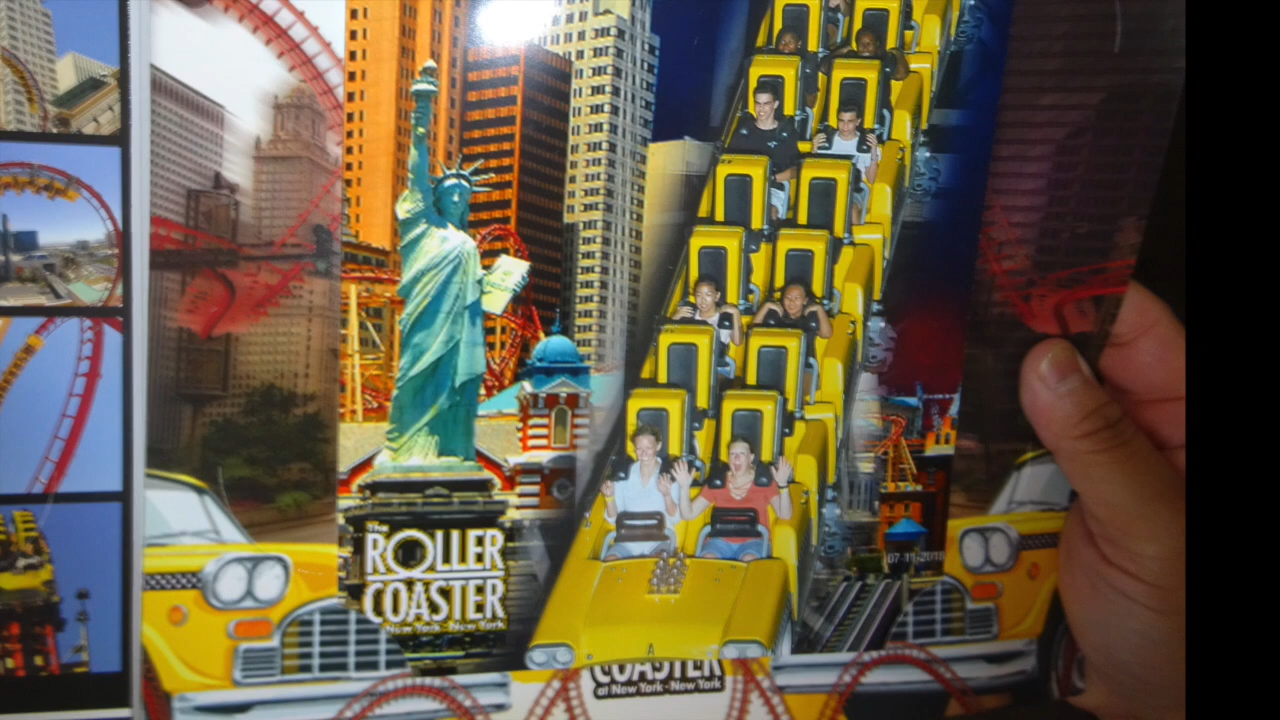 The
ROLLER
COASTER
New York - New York
A
07-11-2018
COASTER
at New York - New York